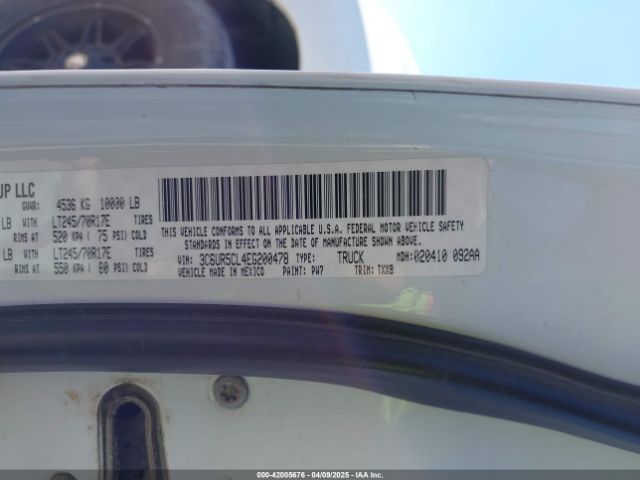 UP LLC
GVWR: 4536 KG 10000 LB
LB WITH LT245/70R17E TIRES
RIMS AT 520 KPA ( 75 PSI) COLD
LB WITH LT245/70R17E TIRES
RIMS AT 550 KPA ( 80 PSI) COLD
THIS VEHICLE CONFORMS TO ALL APPLICABLE U.S.A. FEDERAL MOTOR VEHICLE SAFETY
STANDARDS IN EFFECT ON THE DATE OF MANUFACTURE SHOWN ABOVE.
VIN: 3C6UR5CL4EG200478 TYPE: TRUCK MDH: 020410 092AA
VEHICLE MADE IN MEXICO PAINT: PW7 TRIM: TXX8
000-42005676 - 04/09/2025 - IAAI.COM